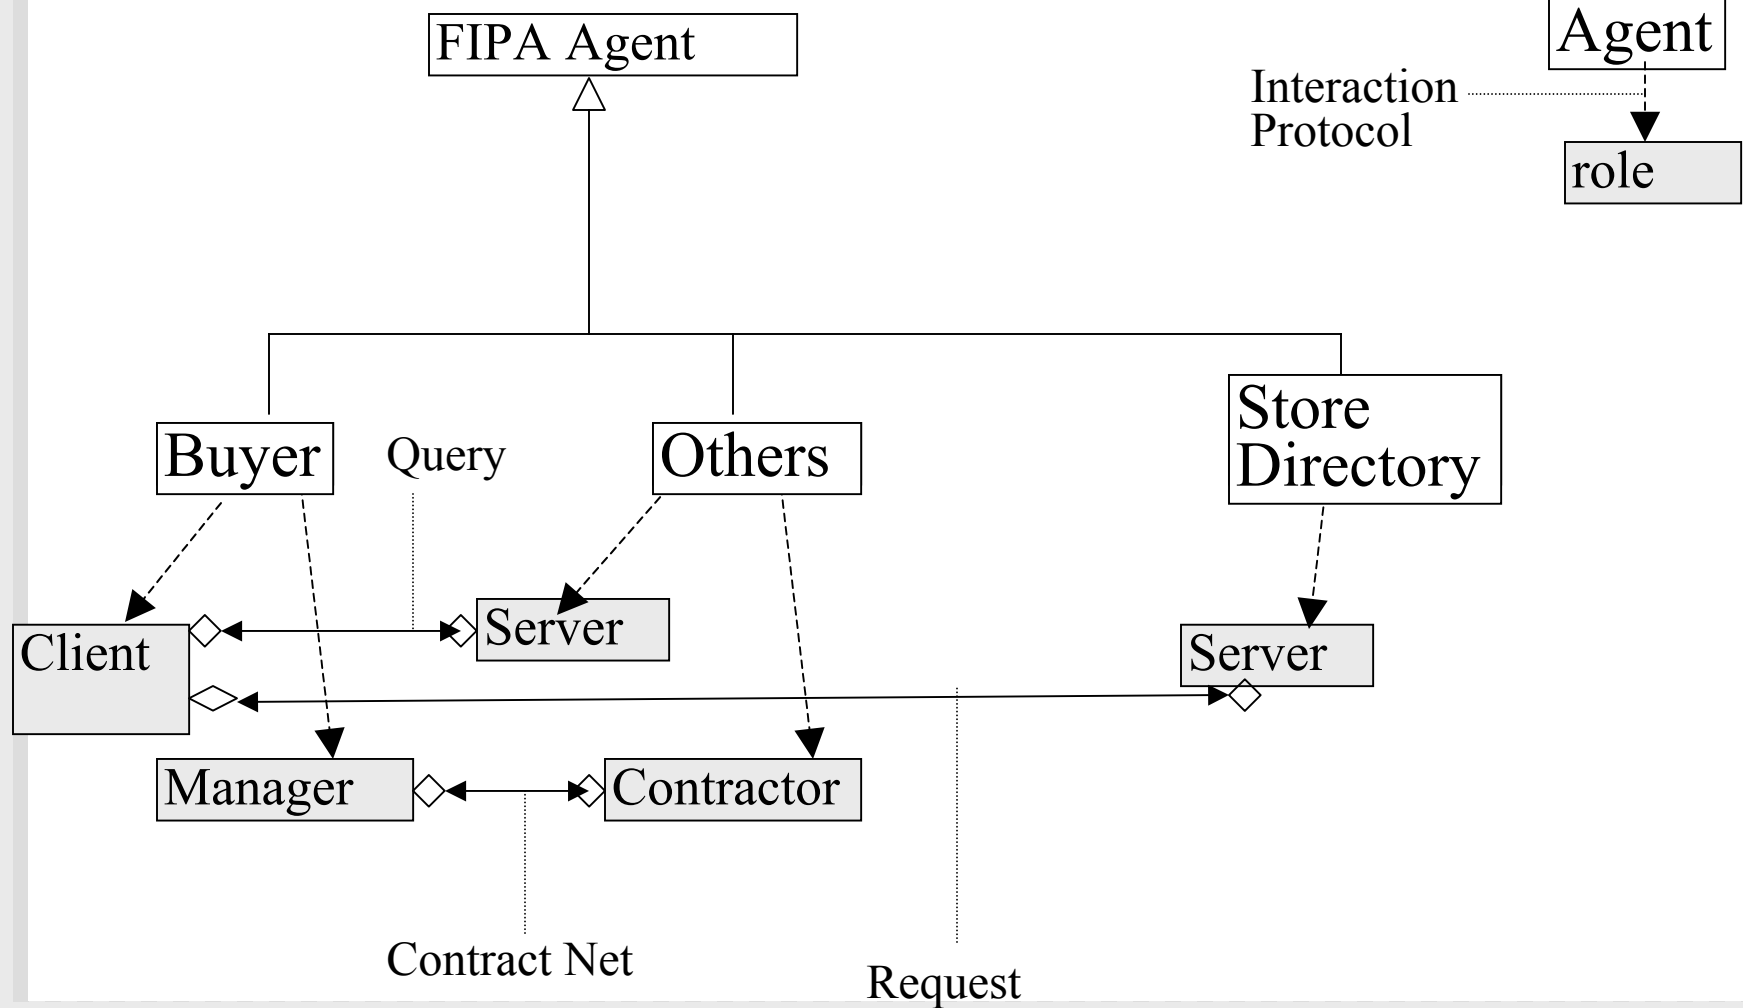 FIPA Agent
Agent
Interaction
Protocol
role
Buyer
Query
Others
Store
Directory
Client
Server
Server
Manager
Contractor
Contract Net
Request